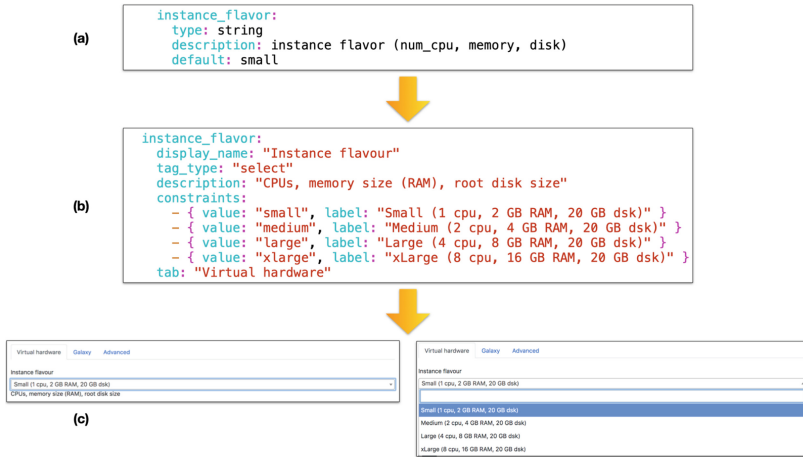 (a)
instance_flavor:
type: string
description: instance flavor (num_cpu, memory, disk)
default: small
(b)
instance_flavor:
display_name: "Instance flavour"
tag_type: "select"
description: "CPUs, memory size (RAM), root disk size"
constraints:
- { value: "small", label: "Small (1 cpu, 2 GB RAM, 20 GB dsk)" }
- { value: "medium", label: "Medium (2 cpu, 4 GB RAM, 20 GB dsk)" }
- { value: "large", label: "Large (4 cpu, 8 GB RAM, 20 GB dsk)" }
- { value: "xlarge", label: "xLarge (8 cpu, 16 GB RAM, 20 GB dsk)" }
tab: "Virtual hardware"
Virtual hardware Galaxy Advanced
Instance flavour
Small (1 cpu, 2 GB RAM, 20 GB dsk)
CPUs, memory size (RAM), root disk size
(c)
Virtual hardware Galaxy Advanced
Instance flavour
Small (1 cpu, 2 GB RAM, 20 GB dsk)
Small (1 cpu, 2 GB RAM, 20 GB dsk)
Medium (2 cpu, 4 GB RAM, 20 GB dsk)
Large (4 cpu, 8 GB RAM, 20 GB dsk)
xLarge (8 cpu, 16 GB RAM, 20 GB dsk)